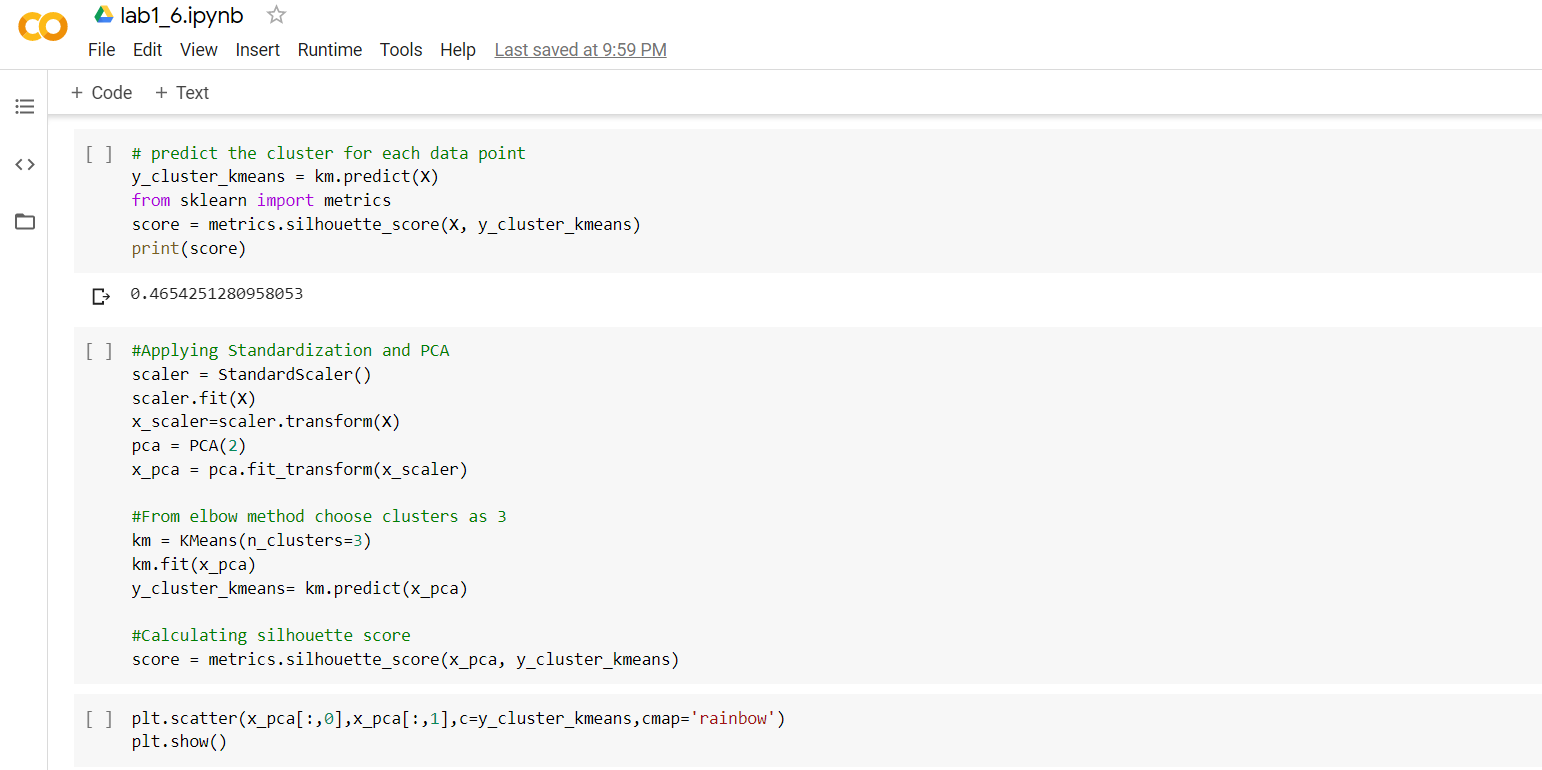 lab1_6.ipynb
File Edit View Insert Runtime Tools Help Last saved at 9:59 PM
+ Code + Text
[ ] # predict the cluster for each data point
y_cluster_kmeans = km.predict(X)
from sklearn import metrics
score = metrics.silhouette_score(X, y_cluster_kmeans)
print(score)
0.4654251280958053
[ ] #Applying Standardization and PCA
scaler = StandardScaler()
scaler.fit(X)
x_scaler=scaler.transform(X)
pca = PCA(2)
x_pca = pca.fit_transform(x_scaler)
#From elbow method choose clusters as 3
km = KMeans(n_clusters=3)
km.fit(x_pca)
y_cluster_kmeans= km.predict(x_pca)
#Calculating silhouette score
score = metrics.silhouette_score(x_pca, y_cluster_kmeans)
[ ] plt.scatter(x_pca[:,0],x_pca[:,1],c=y_cluster_kmeans,cmap='rainbow')
plt.show()